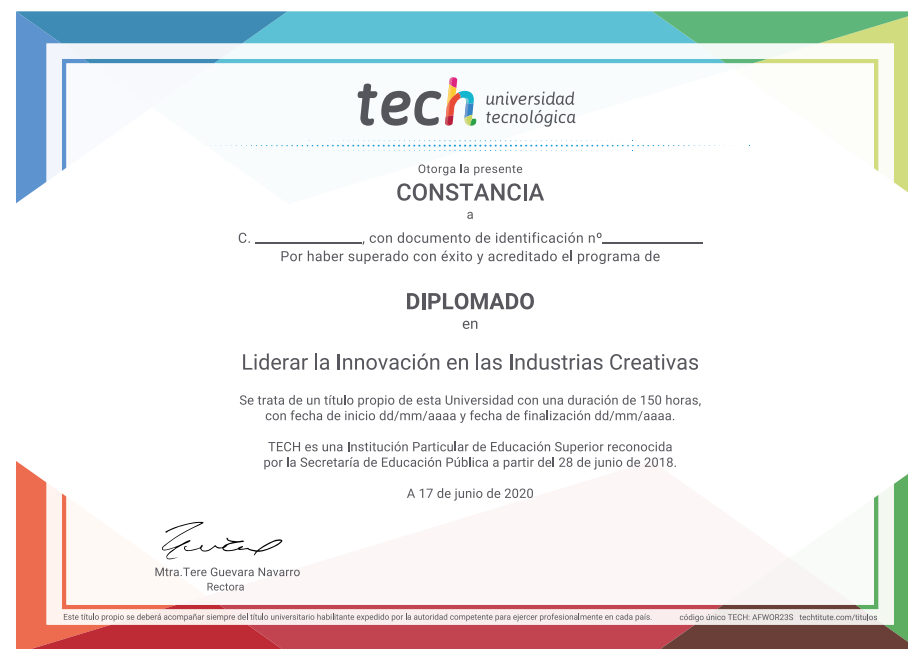 tech universidad
tecnológica
Otorga la presente
CONSTANCIA
a
C. ____________, con documento de identificación nº____________
Por haber superado con éxito y acreditado el programa de
DIPLOMADO
en
Liderar la Innovación en las Industrias Creativas
Se trata de un título propio de esta Universidad con una duración de 150 horas,
con fecha de inicio dd/mm/aaaa y fecha de finalización dd/mm/aaaa.
TECH es una Institución Particular de Educación Superior reconocida
por la Secretaría de Educación Pública a partir del 28 de junio de 2018.
A 17 de junio de 2020
Mtra.Tere Guevara Navarro
Rectora
Este título propio se deberá acompañar siempre del título universitario habilitante expedido por la autoridad competente para ejercer profesionalmente en cada país. código único TECH: AFWOR23S techtitute.com/titulos